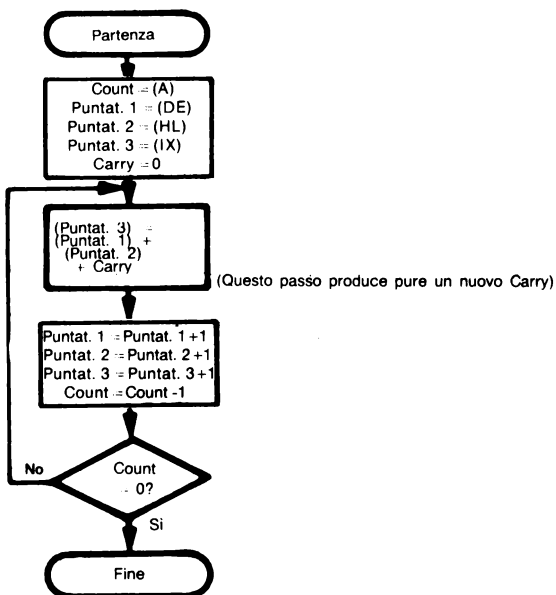 Partenza
Count = (A)
Puntat. 1 = (DE)
Puntat. 2 = (HL)
Puntat. 3 = (IX)
Carry = 0
(Puntat. 3) =
(Puntat. 1) +
(Puntat. 2)
+ Carry
(Questo passo produce pure un nuovo Carry)
Puntat. 1 = Puntat. 1+1
Puntat. 2 = Puntat. 2+1
Puntat. 3 = Puntat. 3+1
Count = Count -1
No
Count
= 0?
Si
Fine